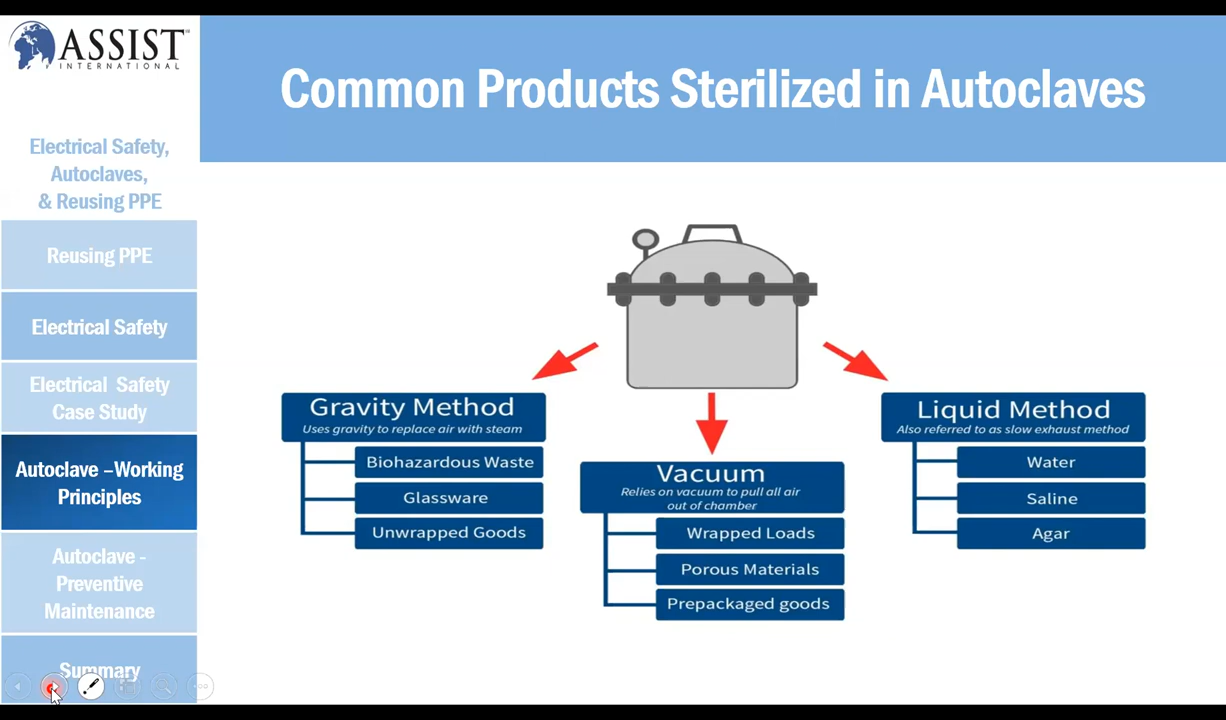 ASSIST
INTERNATIONAL
Common Products Sterilized in Autoclaves
Electrical Safety,
Autoclaves,
& Reusing PPE
Reusing PPE
Electrical Safety
Electrical Safety
Case Study
Autoclave –Working
Principles
Autoclave -
Preventive
Maintenance
Summary
Gravity Method
Uses gravity to replace air with steam
Biohazardous Waste
Glassware
Unwrapped Goods
Vacuum
Relies on vacuum to pull all air
out of chamber
Wrapped Loads
Porous Materials
Prepackaged goods
Liquid Method
Also referred to as slow exhaust method
Water
Saline
Agar